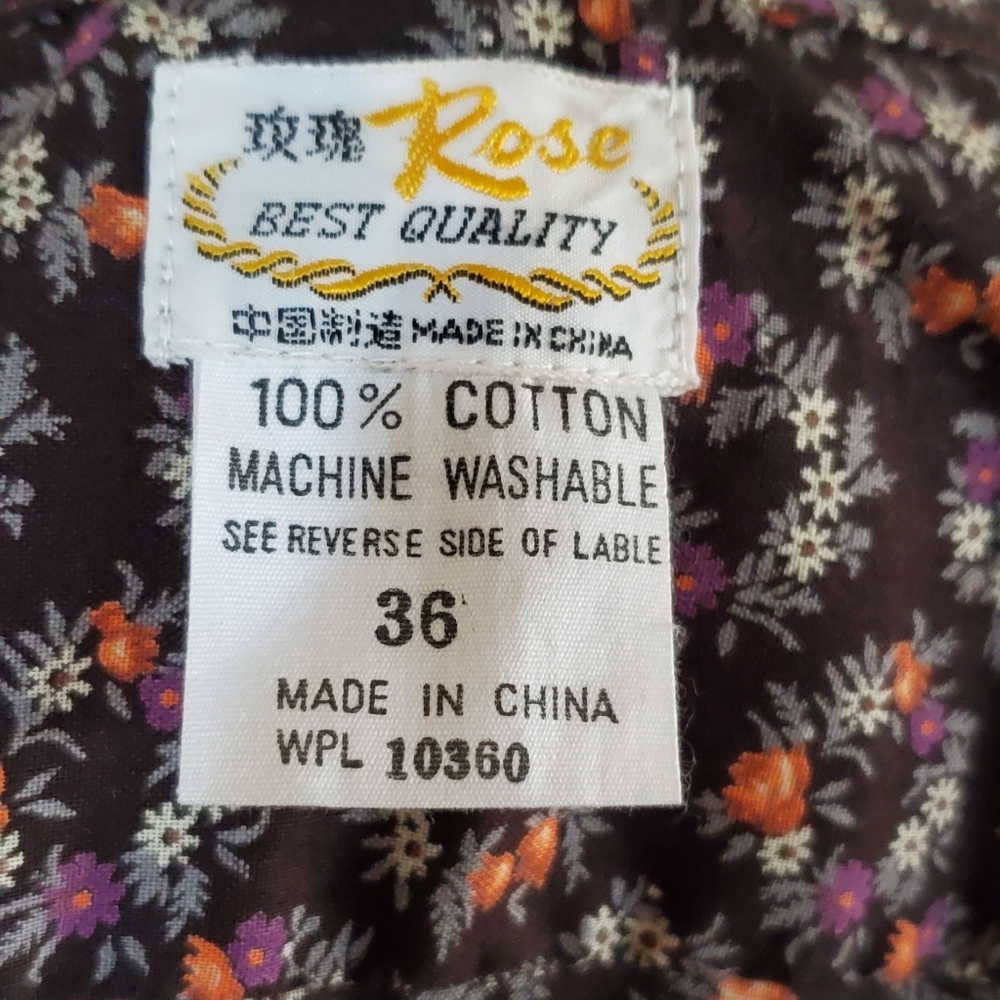 玫瑰 Rose
BEST QUALITY
中国制造 MADE IN CHINA
100% COTTON
MACHINE WASHABLE
SEE REVERSE SIDE OF LABLE
36
MADE IN CHINA
WPL 10360